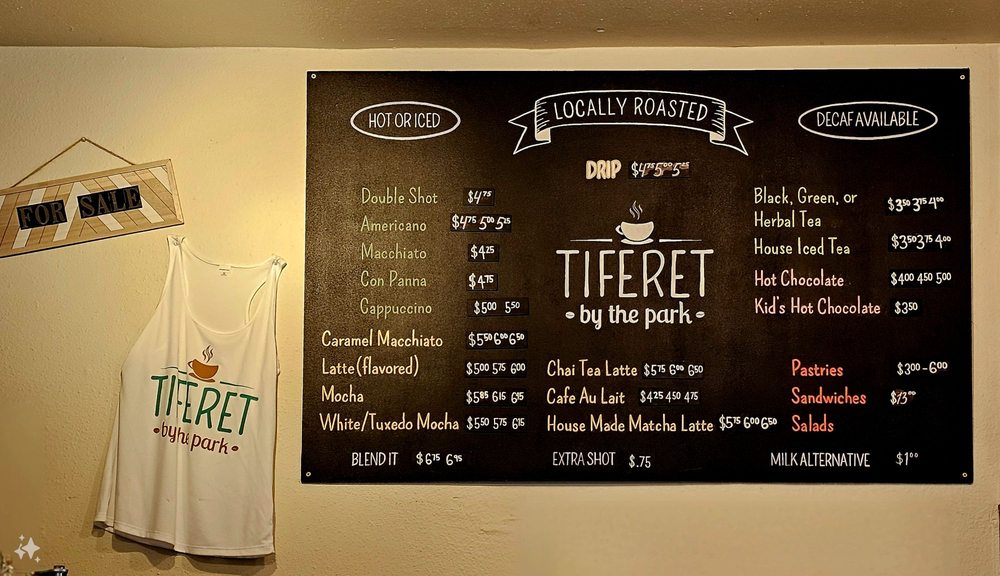 FOR SALE
TIFERET
by the park
HOT OR ICED
LOCALLY ROASTED
DECAF AVAILABLE
DRIP $4.75 5.00 5.25
Double Shot $4.75
Americano $4.75 5.00 5.25
Macchiato $4.25
Con Panna $4.75
Cappuccino $5.00 5.50
Caramel Macchiato $5.50 6.00 6.50
Latte (flavored) $5.00 5.75 6.00
Mocha $5.85 6.15 6.15
White/Tuxedo Mocha $5.50 5.75 6.15
BLEND IT $6.75 6.95
TIFERET
by the park
Chai Tea Latte $5.75 6.00 6.50
Cafe Au Lait $4.25 4.50 4.75
House Made Matcha Latte $5.75 6.00 6.50
EXTRA SHOT $.75
Black, Green, or
Herbal Tea $3.50 3.75 4.00
House Iced Tea $3.50 3.75 4.00
Hot Chocolate $4.00 4.50 5.00
Kid's Hot Chocolate $3.50
Pastries $3.00-6.00
Sandwiches $13.00
Salads
MILK ALTERNATIVE $1.00